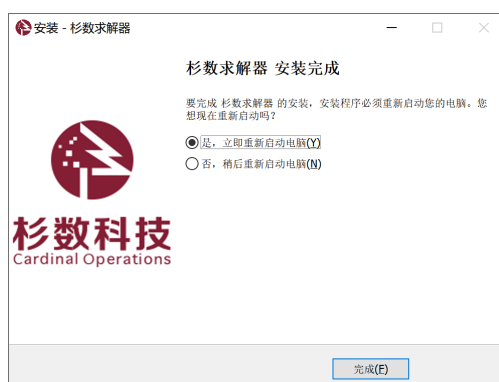 安装 - 杉数求解器
杉数求解器 安装完成
要完成 杉数求解器 的安装，安装程序必须重新启动您的电脑。您
想现在重新启动吗？
是，立即重新启动电脑(Y)
否，稍后重新启动电脑(N)
杉数科技
Cardinal Operations
完成(F)